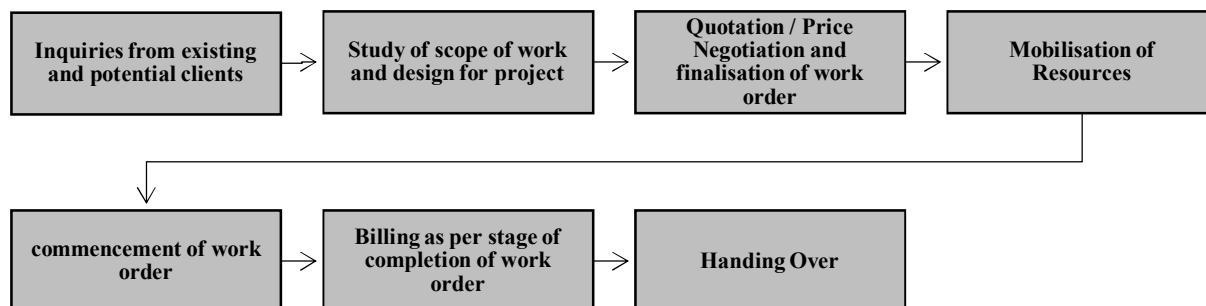 Inquiries from existing
and potential clients
Study of scope of work
and design for project
Quotation / Price
Negotiation and
finalisation of work
order
Mobilisation of
Resources
commencement of work
order
Billing as per stage of
completion of work
order
Handing Over